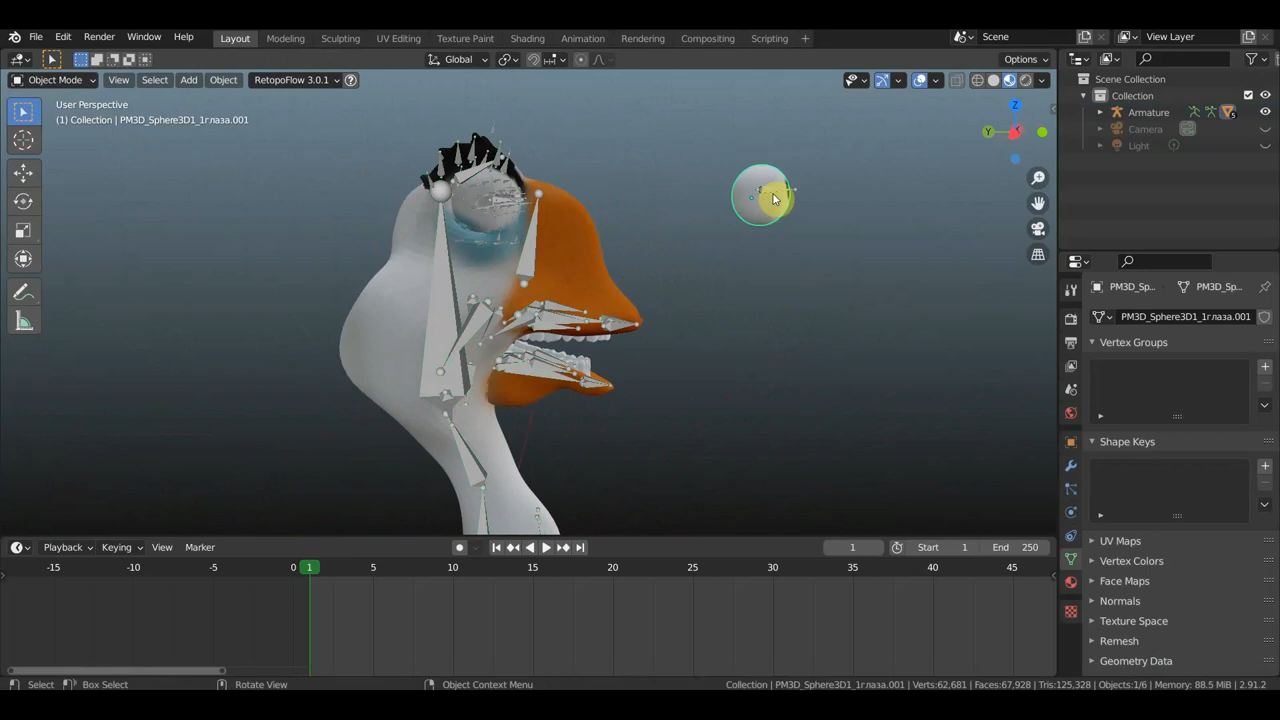 File Edit Render Window Help Layout Modeling Sculpting UV Editing Texture Paint Shading Animation Rendering Compositing Scripting Scene View Layer
Global Options
Object Mode View Select Add Object RetopoFlow 3.0.1
User Perspective
(1) Collection | PM3D_Sphere3D1_1глаза.001
X
Y
Z
Scene Collection
Collection
Armature 5
Camera
Light
PM3D_Sp... PM3D_Sp...
PM3D_Sphere3D1_1глаза.001
Vertex Groups
Shape Keys
UV Maps
Vertex Colors
Face Maps
Normals
Texture Space
Remesh
Geometry Data
Playback Keying View Marker 1 Start 1 End 250
-15 -10 -5 0 1 5 10 15 20 25 30 35 40 45
Select Box Select Rotate View Object Context Menu Collection | PM3D_Sphere3D1_1глаза.001 | Verts:62,681 | Faces:67,928 | Tris:125,328 | Objects:1/6 | Memory: 88.5 MiB | 2.91.2